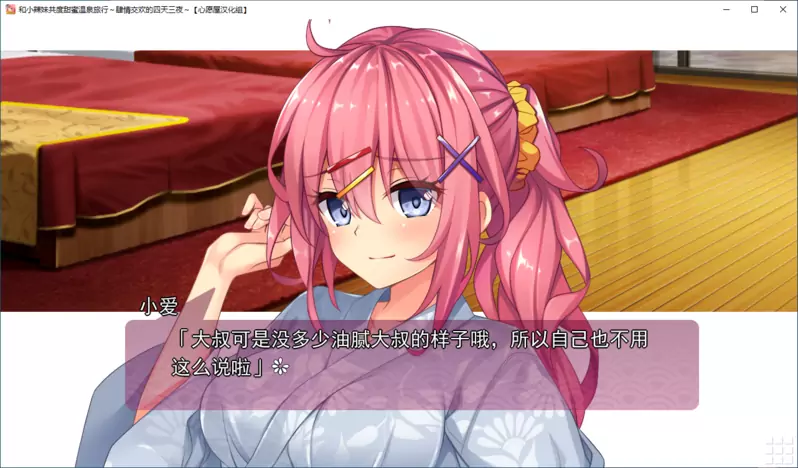 和小辣妹共度甜蜜温泉旅行～肆情交欢的四天三夜～【心愿屋汉化组】
小爱
「大叔可是没多少油腻大叔的样子哦，所以自己也不用
这么说啦」